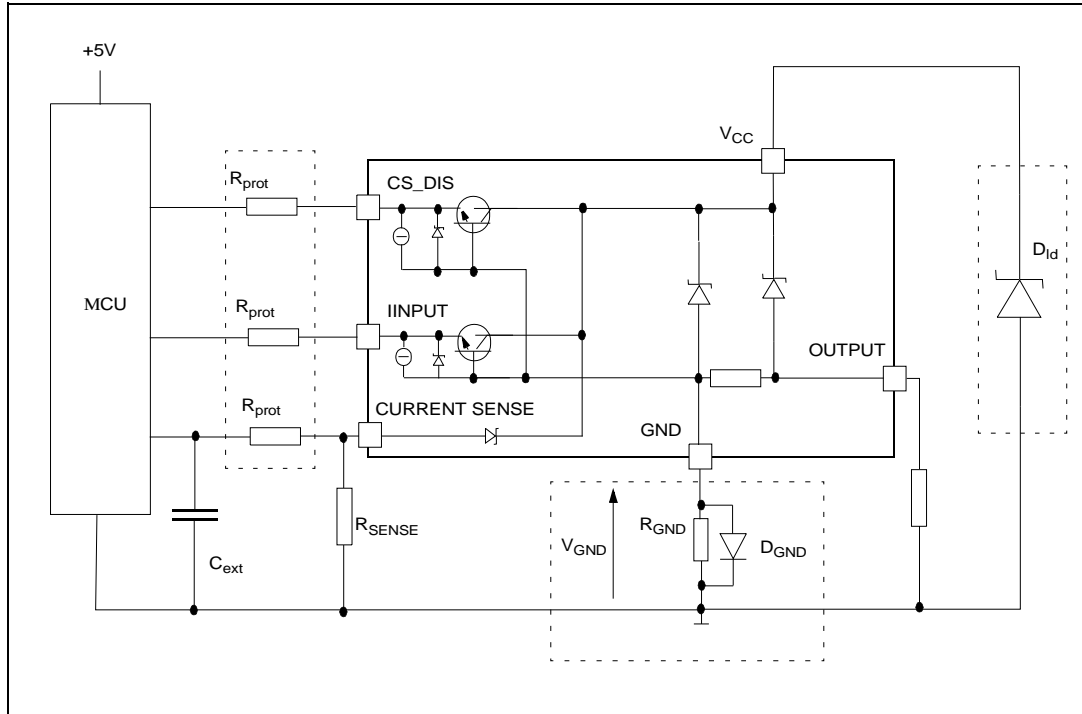 +5V
VCC
Rprot
CS_DIS
Dld
MCU
Rprot
IINPUT
OUTPUT
Rprot
CURRENT SENSE
GND
RSENSE
RGND
VGND
DGND
Cext